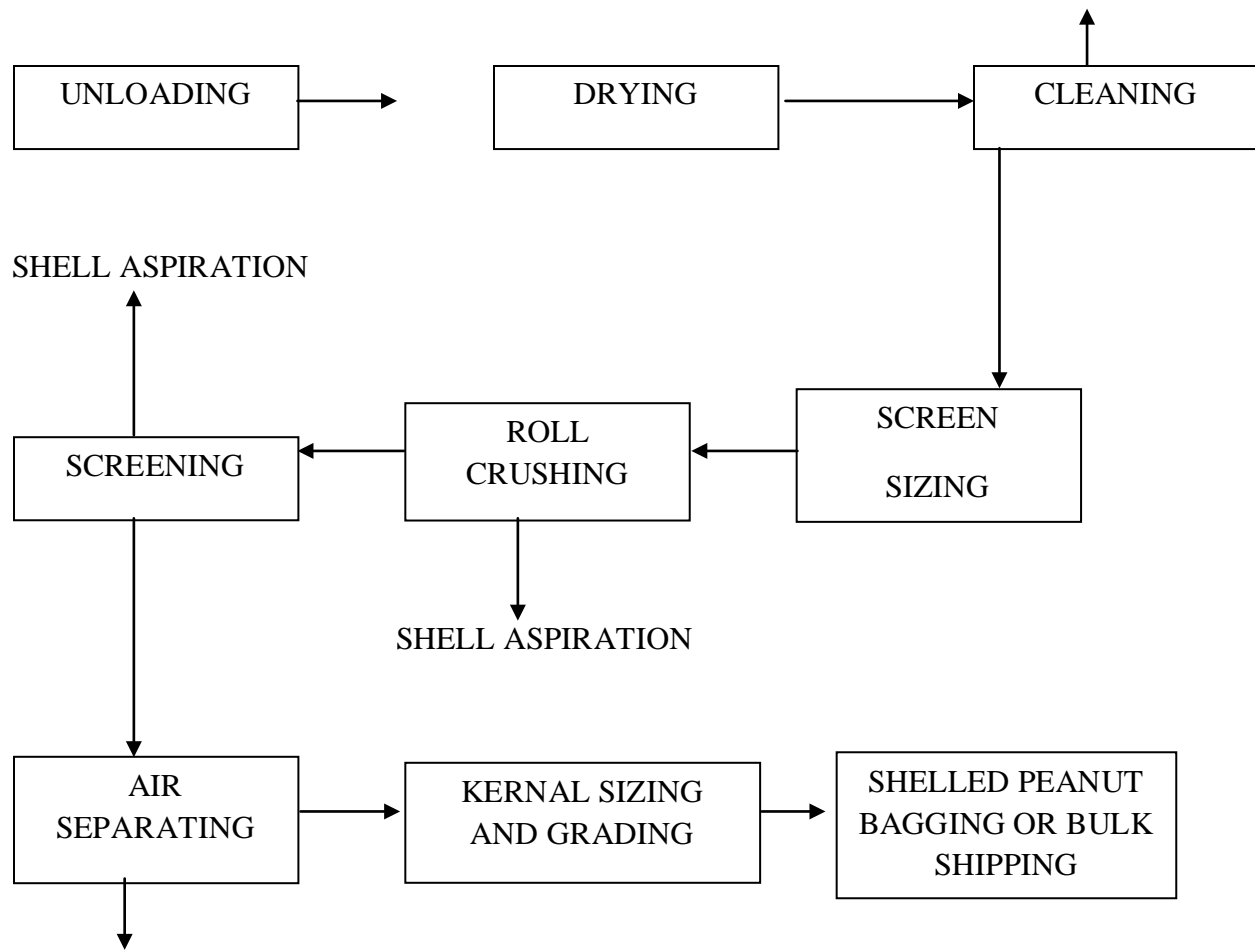 UNLOADING
DRYING
CLEANING
SHELL ASPIRATION
SCREEN
SIZING
ROLL
CRUSHING
SCREENING
SHELL ASPIRATION
AIR
SEPARATING
KERNAL SIZING
AND GRADING
SHELLED PEANUT
BAGGING OR BULK
SHIPPING